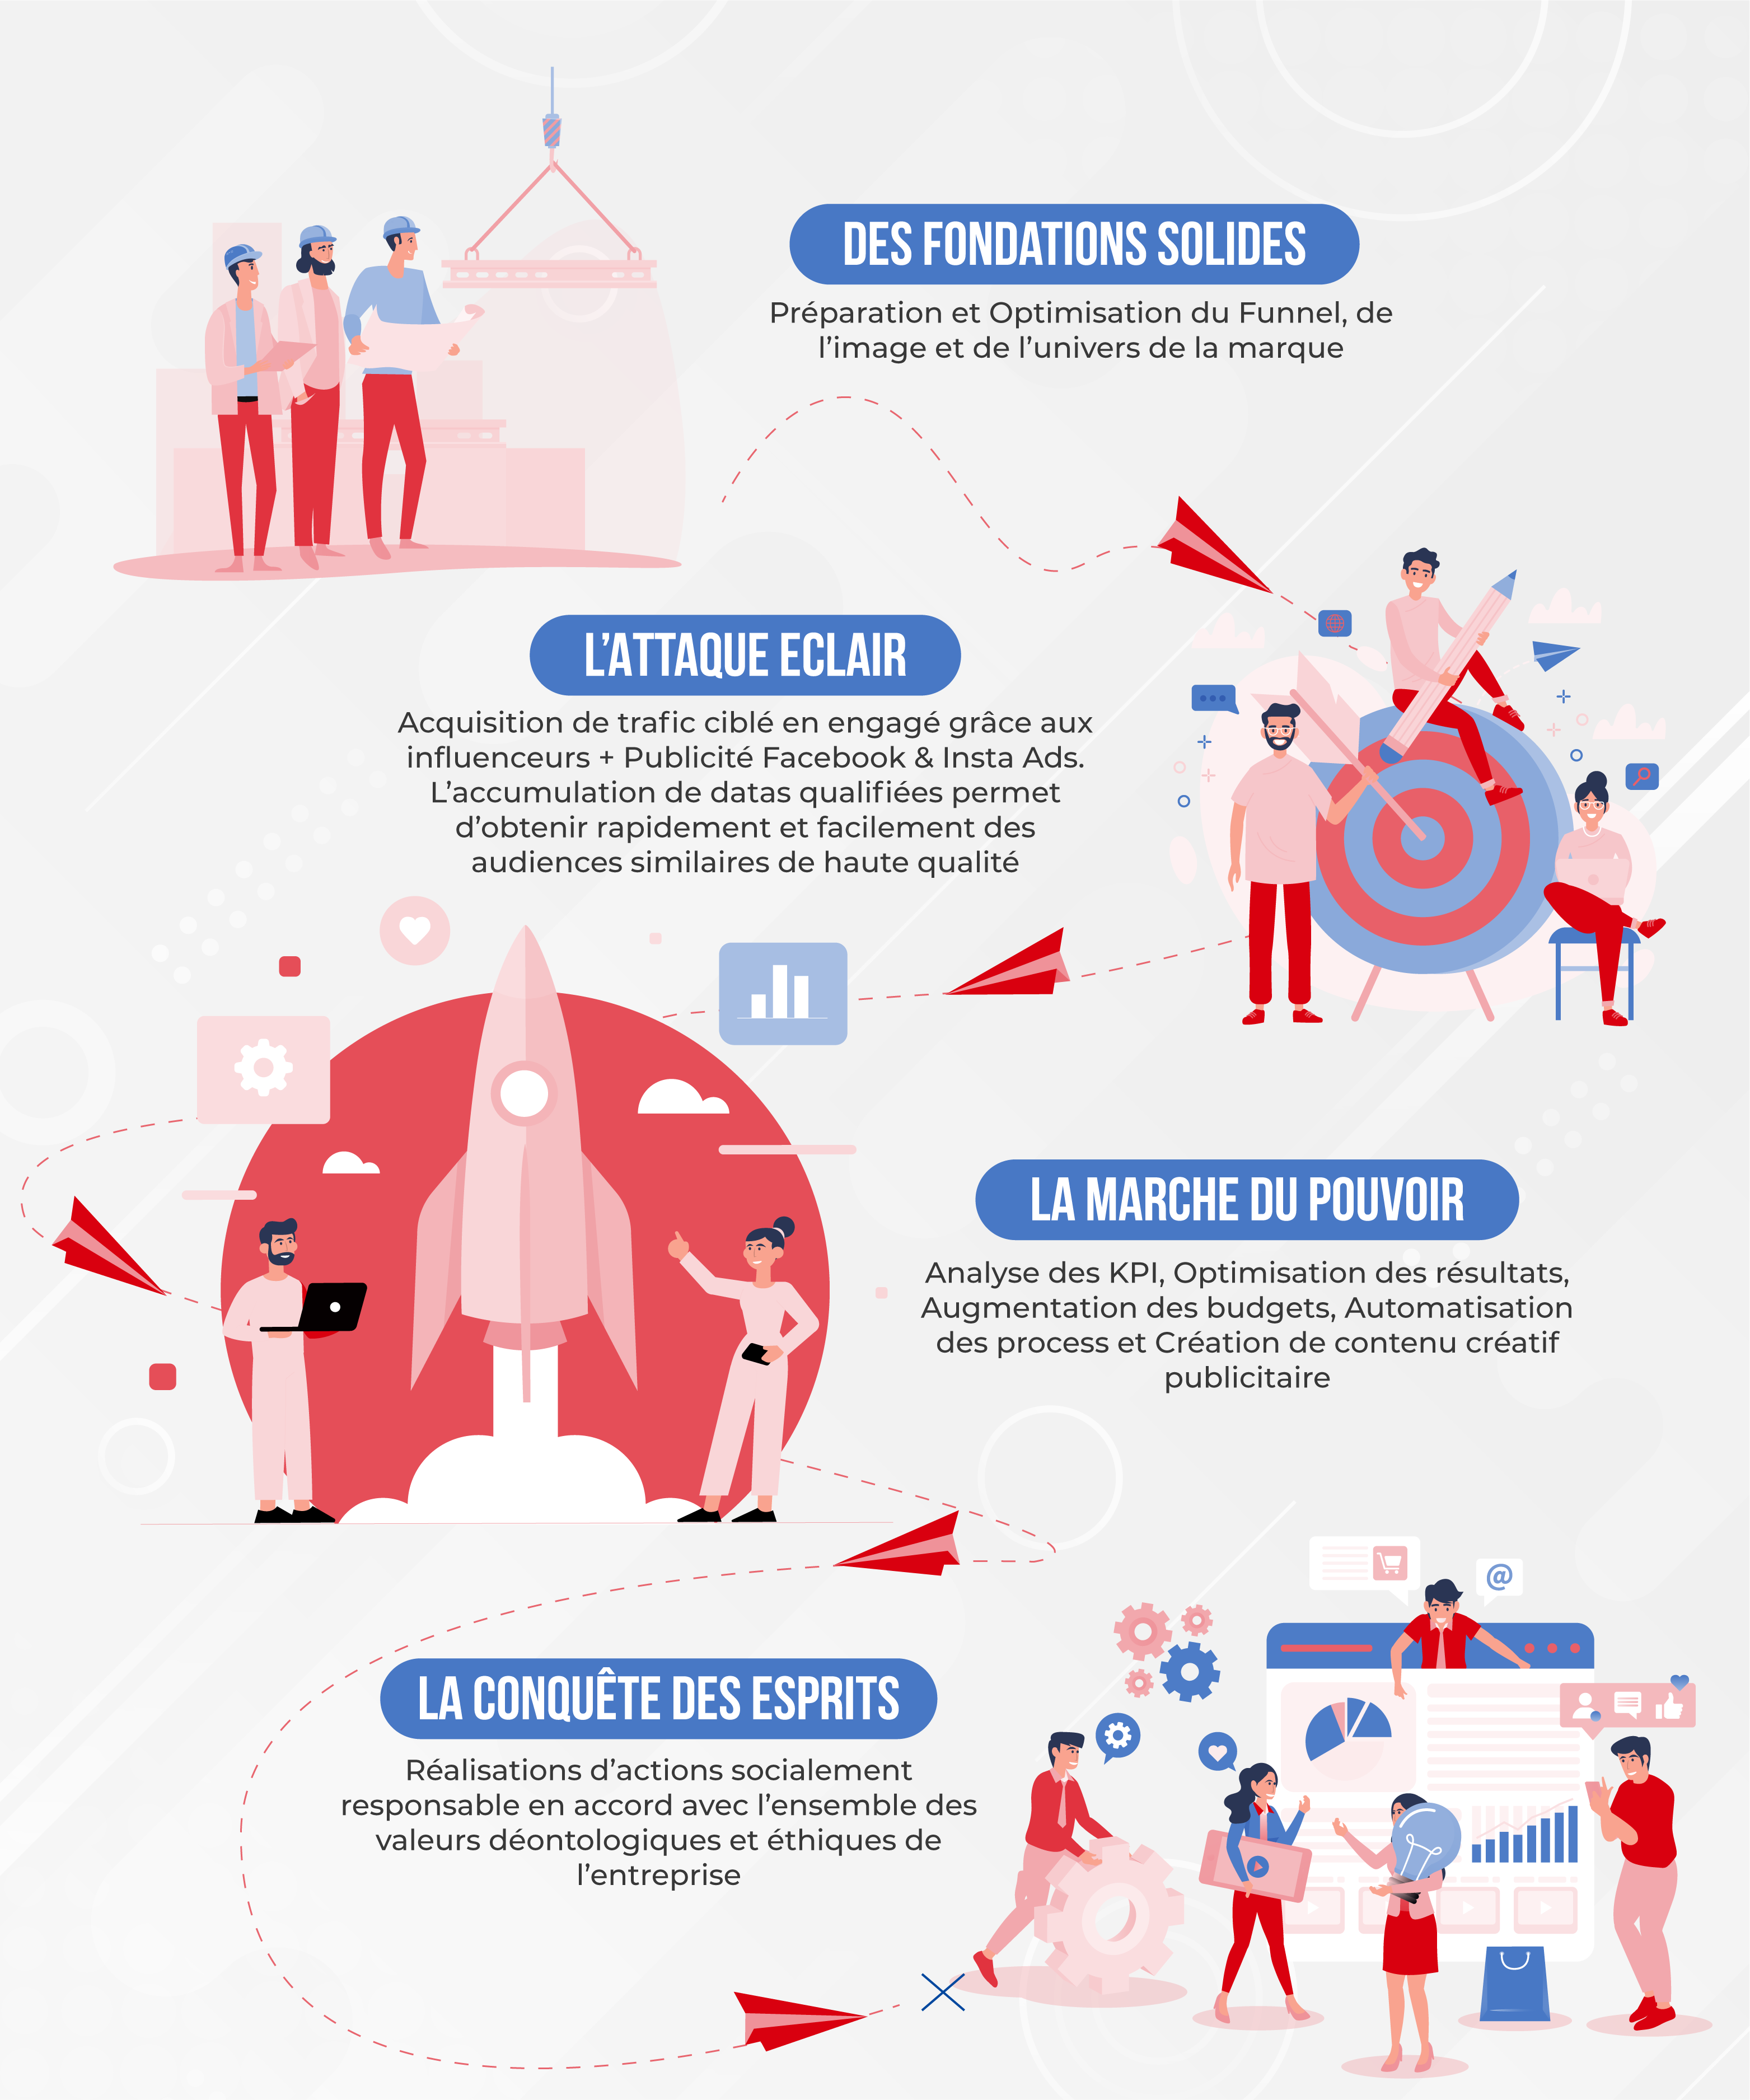 DES FONDATIONS SOLIDES
Préparation et Optimisation du Funnel, de
l’image et de l’univers de la marque
L’ATTAQUE ECLAIR
Acquisition de trafic ciblé en engagé grâce aux
influenceurs + Publicité Facebook & Insta Ads.
L’accumulation de datas qualifiées permet
d’obtenir rapidement et facilement des
audiences similaires de haute qualité
LA MARCHE DU POUVOIR
Analyse des KPI, Optimisation des résultats,
Augmentation des budgets, Automatisation
des process et Création de contenu créatif
publicitaire
@
LA CONQUÊTE DES ESPRITS
Réalisations d’actions socialement
responsable en accord avec l’ensemble des
valeurs déontologiques et éthiques de
l’entreprise